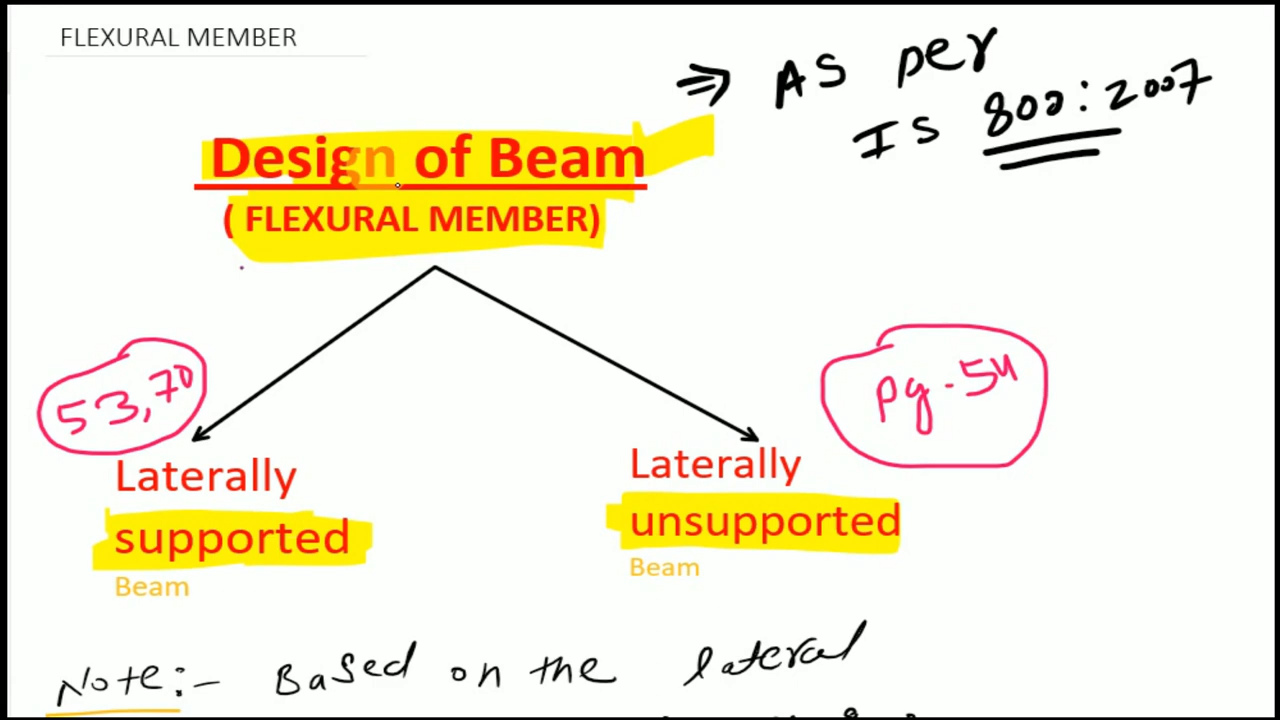 FLEXURAL MEMBER
⇒ AS per
IS 800:2007
Design of Beam
( FLEXURAL MEMBER)
53,70
pg-54
Laterally
supported
Beam
Laterally
unsupported
Beam
Note:- Based on the lateral